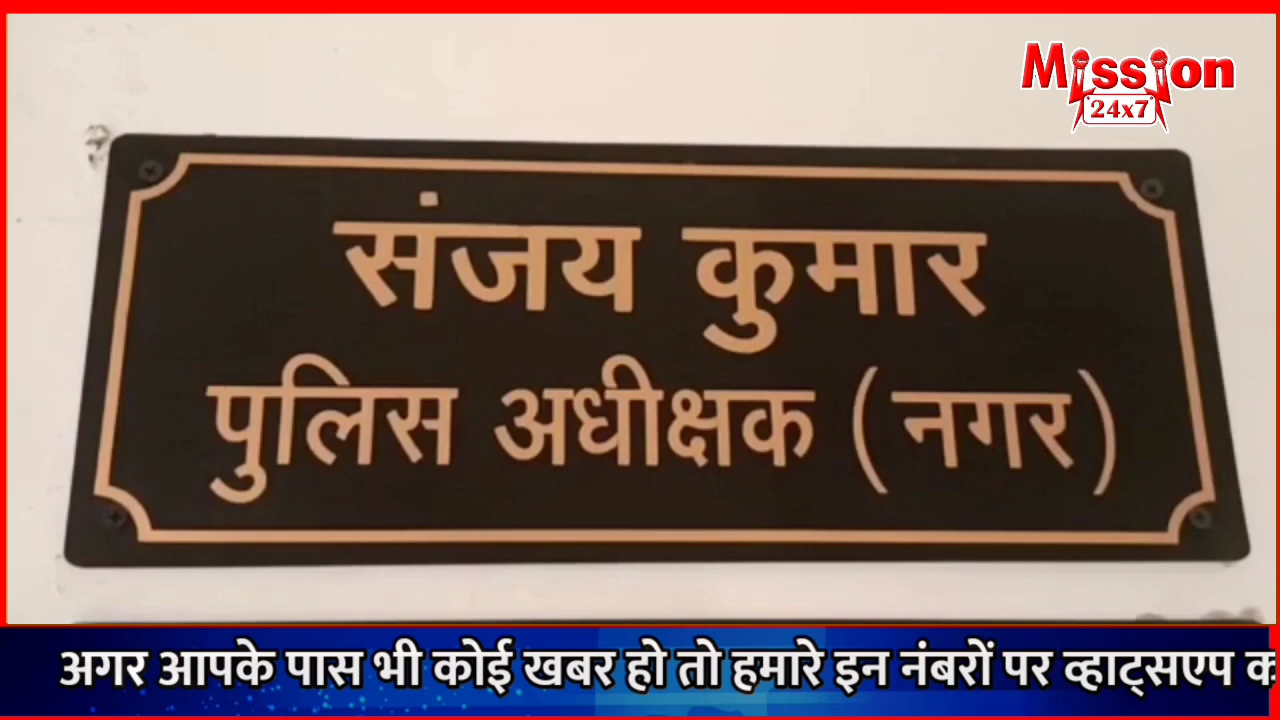 Mission
24x7
संजय कुमार
पुलिस अधीक्षक (नगर)
अगर आपके पास भी कोई खबर हो तो हमारे इन नंबरों पर व्हाट्सएप